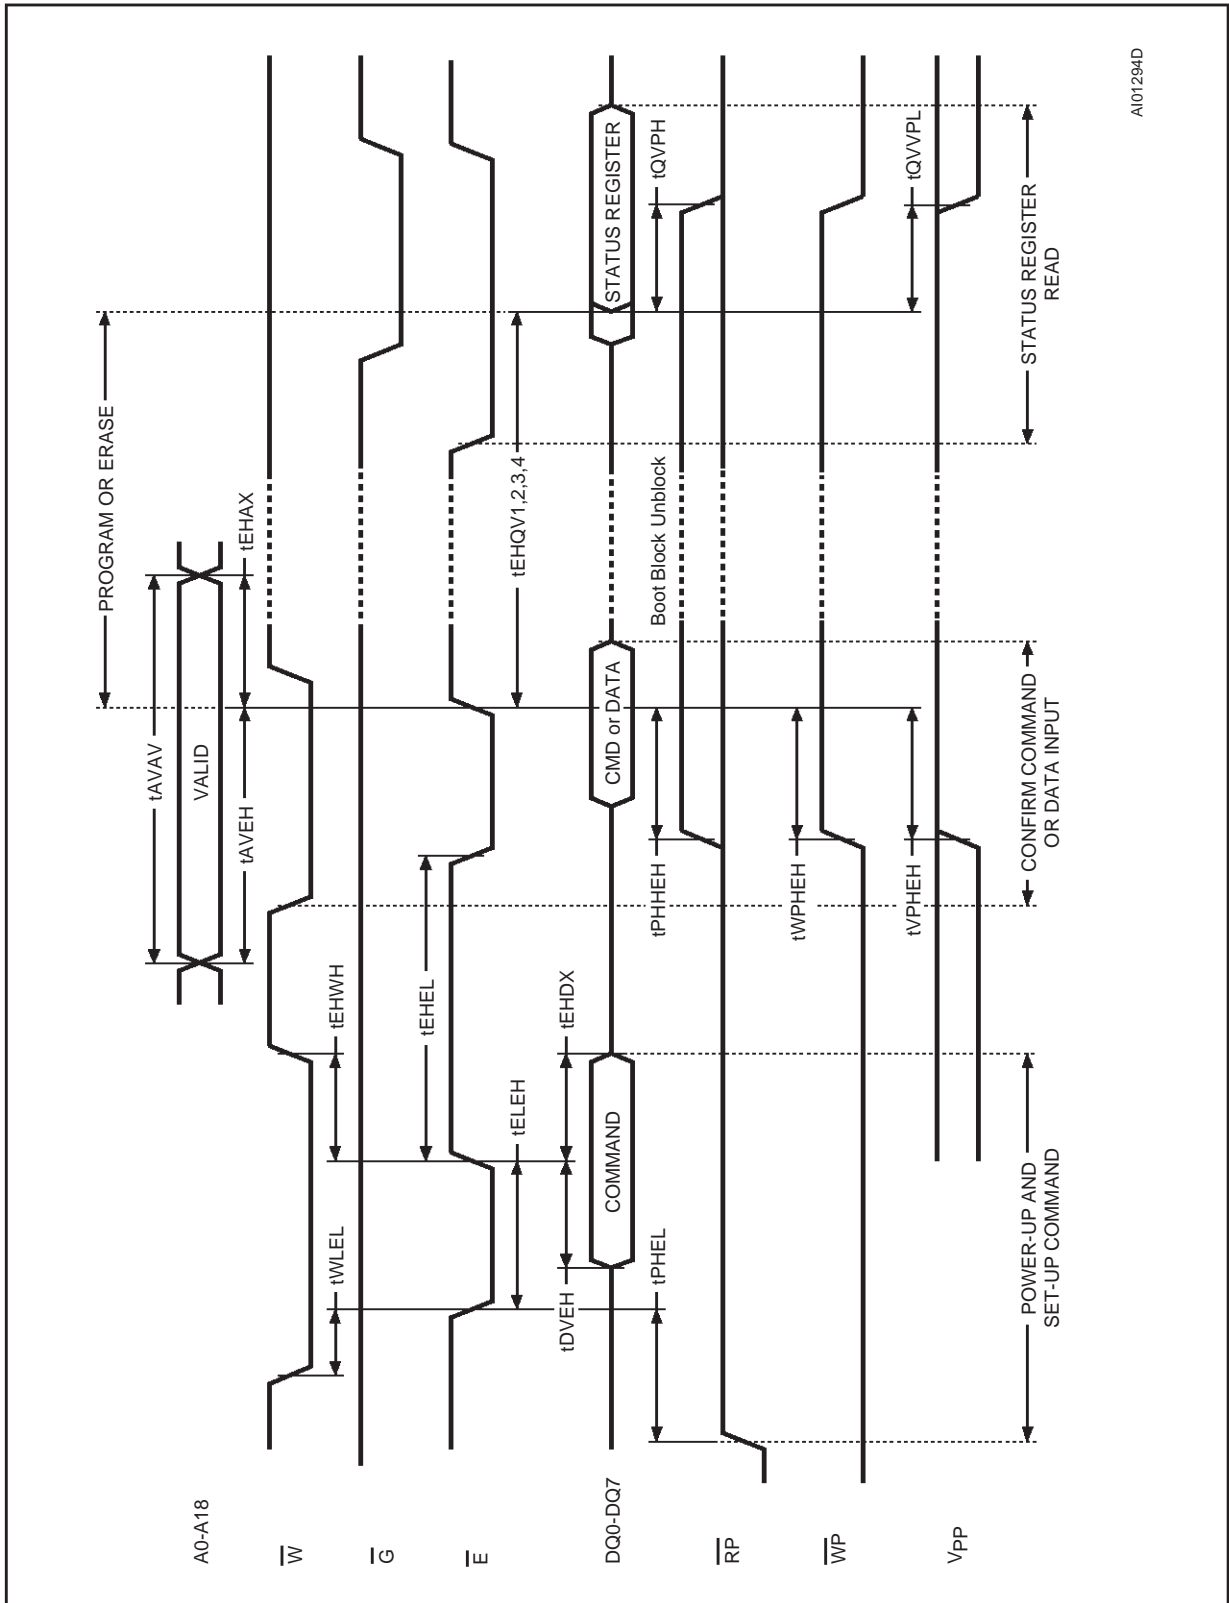 A0-A18
VALID
tAVAV
tAVEH
tEHAX
PROGRAM OR ERASE
W
tWLEL
tEHWH
G
tEHEL
E
tELEH
tEHQV1,2,3,4
tDVEH
tEHDX
DQ0-DQ7
COMMAND
CMD or DATA
STATUS REGISTER
tPHEL
tPHHEH
Boot Block Unblock
tQVPH
RP
tWPHEH
WP
tVPHEH
tQVVPL
VPP
POWER-UP AND
SET-UP COMMAND
CONFIRM COMMAND
OR DATA INPUT
STATUS REGISTER
READ
AI01294D